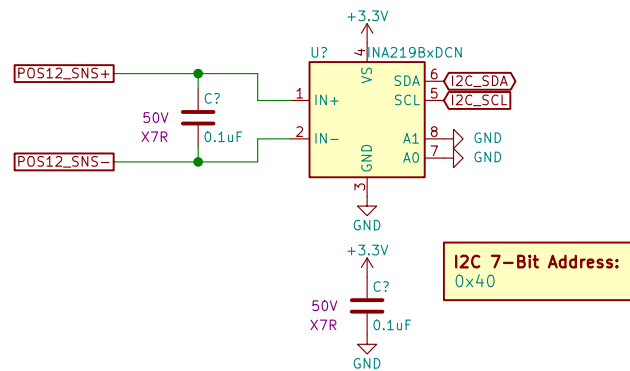 +3.3V
U?
INA219BxDCN
4
VS
POS12_SNS+
SDA
6
I2C_SDA
C?
1
IN+
SCL
5
I2C_SCL
50V
X7R
0.1uF
2
IN-
A1
8
GND
A0
7
GND
POS12_SNS-
GND
3
GND
+3.3V
I2C 7-Bit Address:
0x40
C?
50V
X7R
0.1uF
GND